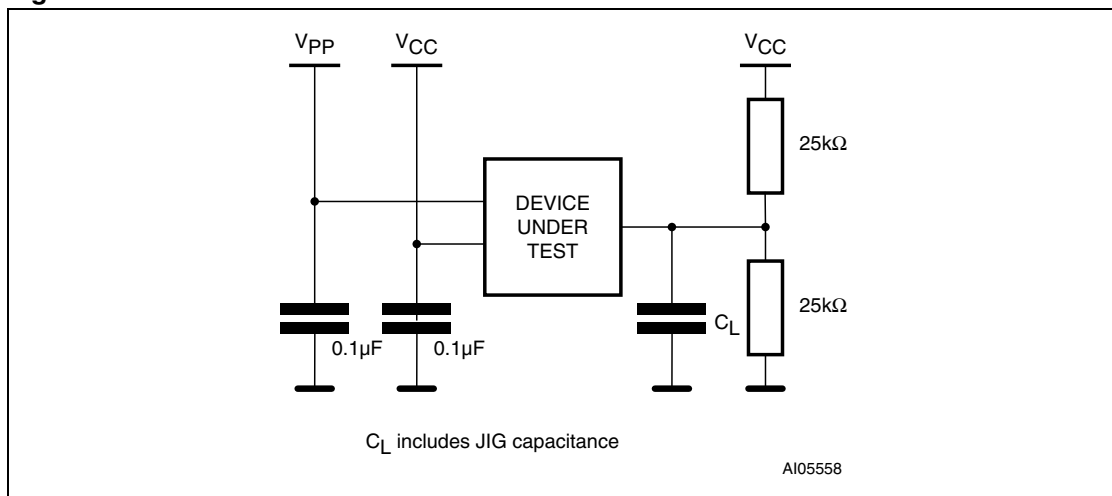 V_PP
V_CC
V_CC
25kΩ
DEVICE
UNDER
TEST
C_L
25kΩ
0.1µF
0.1µF
C_L includes JIG capacitance
AI05558